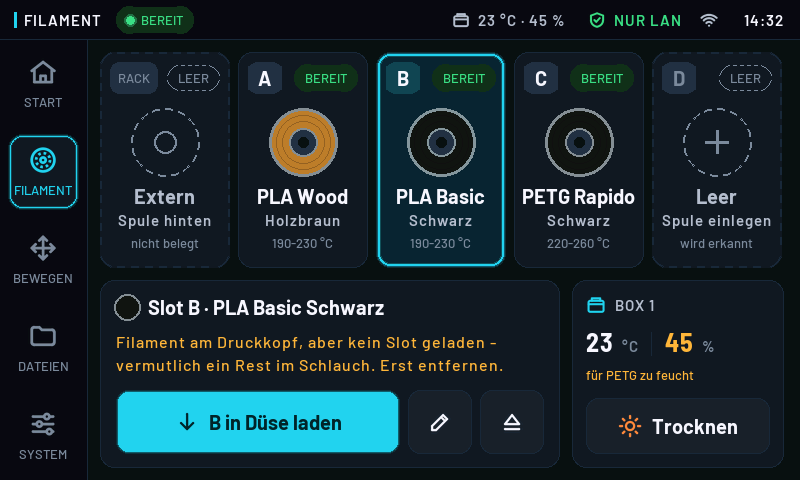 FILAMENT
BEREIT
23 °C · 45 %
NUR LAN
14:32
START
FILAMENT
BEWEGEN
DATEIEN
SYSTEM
RACK
LEER
Extern
Spule hinten
nicht belegt
A
BEREIT
PLA Wood
Holzbraun
190-230 °C
B
BEREIT
PLA Basic
Schwarz
190-230 °C
C
BEREIT
PETG Rapido
Schwarz
220-260 °C
D
LEER
Leer
Spule einlegen
wird erkannt
Slot B · PLA Basic Schwarz
Filament am Druckkopf, aber kein Slot geladen -
vermutlich ein Rest im Schlauch. Erst entfernen.
B in Düse laden
BOX 1
23 °C
45 %
für PETG zu feucht
Trocknen